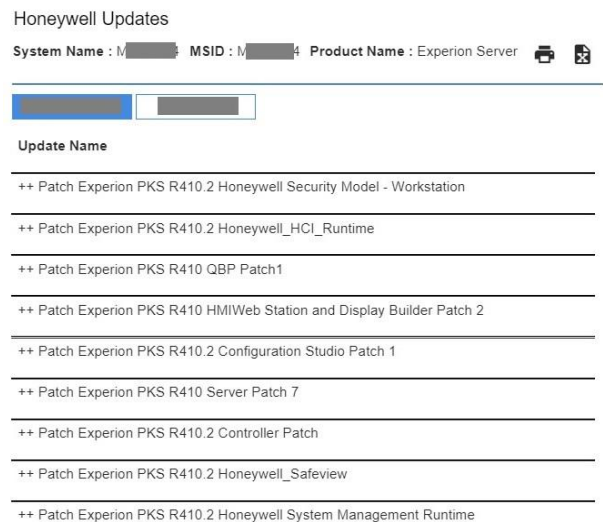 Honeywell Updates
System Name : M 4 MSID : M 4 Product Name : Experion Server
Update Name
++ Patch Experion PKS R410.2 Honeywell Security Model - Workstation
++ Patch Experion PKS R410.2 Honeywell_HCI_Runtime
++ Patch Experion PKS R410 QBP Patch1
++ Patch Experion PKS R410 HMIWeb Station and Display Builder Patch 2
++ Patch Experion PKS R410.2 Configuration Studio Patch 1
++ Patch Experion PKS R410 Server Patch 7
++ Patch Experion PKS R410.2 Controller Patch
++ Patch Experion PKS R410.2 Honeywell_Safeview
++ Patch Experion PKS R410.2 Honeywell System Management Runtime